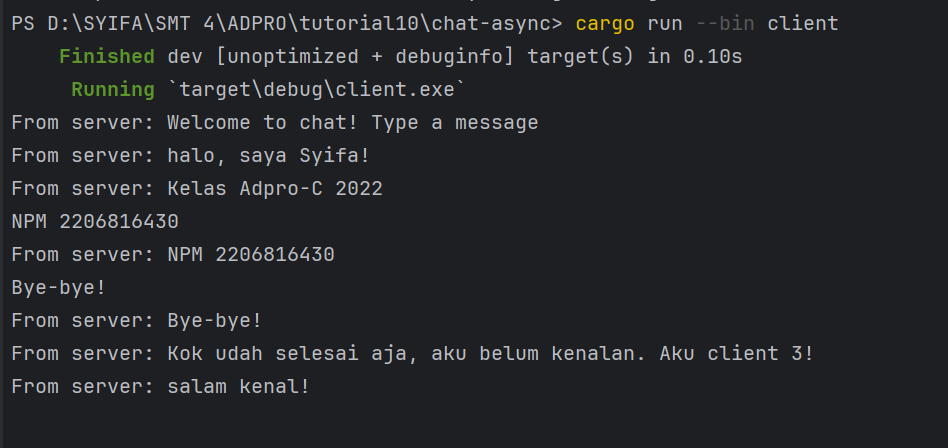 PS D:\SYIFA\SMT 4\ADPRO\tutorial10\chat-async> cargo run --bin client
Finished dev [unoptimized + debuginfo] target(s) in 0.10s
Running `target\debug\client.exe`
From server: Welcome to chat! Type a message
From server: halo, saya Syifa!
From server: Kelas Adpro-C 2022
NPM 2206816430
From server: NPM 2206816430
Bye-bye!
From server: Bye-bye!
From server: Kok udah selesai aja, aku belum kenalan. Aku client 3!
From server: salam kenal!